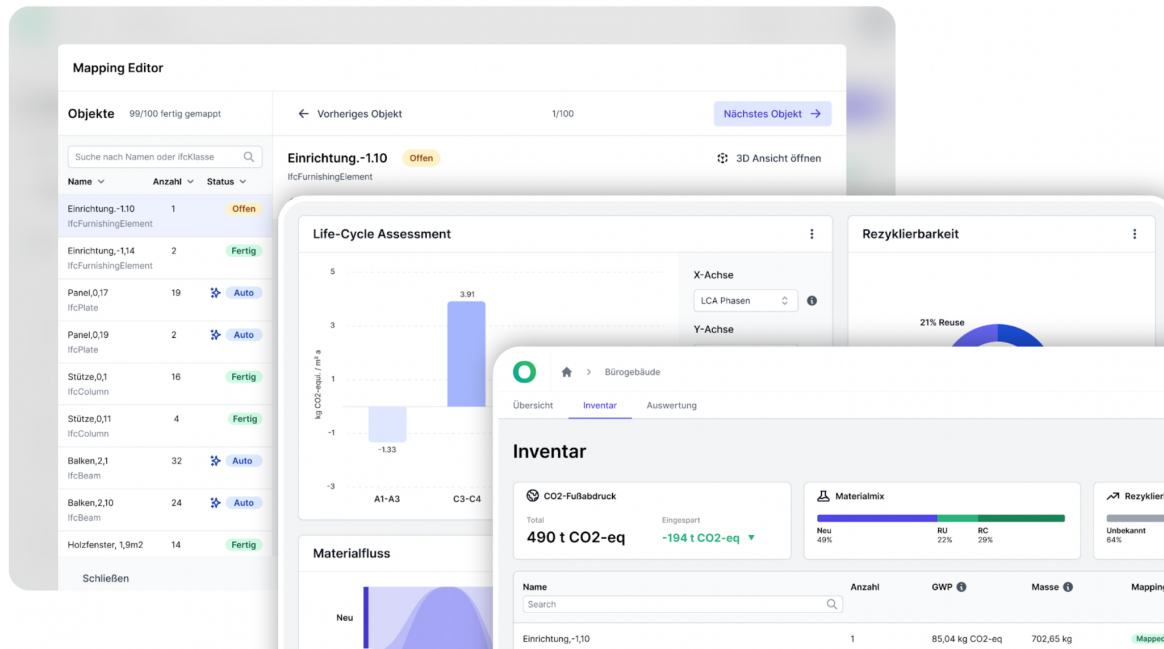 Mapping Editor
Objekte 99/100 fertig gemappt
Vorheriges Objekt 1/100 Nächstes Objekt
Suche nach Namen oder ifcKlasse
Name Anzahl Status
Einrichtung.-1.10 Offen
IfcFurnishingElement
3D Ansicht öffnen
Einrichtung.-1.10 1 Offen
IfcFurnishingElement
Einrichtung,-1,14 2 Fertig
IfcFurnishingElement
Panel,0,17 19 Auto
IfcPlate
Panel,0,19 2 Auto
IfcPlate
Stütze,0,1 16 Fertig
IfcColumn
Stütze,0,11 4 Fertig
IfcColumn
Balken,2,1 32 Auto
IfcBeam
Balken,2,10 24 Auto
IfcBeam
Holzfenster, 1,9m2 14 Fertig
Schließen
Life-Cycle Assessment
5
3
1
-1
-3
kg CO2-equi. / m² a
3.91
-1.33
A1-A3 C3-C4
X-Achse
LCA Phasen
Y-Achse
Rezyklierbarkeit
21% Reuse
Materialfluss
Neu
Bürogebäude
Übersicht Inventar Auswertung
Inventar
CO2-Fußabdruck
Total Eingespart
490 t CO2-eq -194 t CO2-eq
Materialmix
Neu RU RC
49% 22% 29%
Rezyklier
Unbekannt
64%
Name Anzahl GWP Masse Mapping
Search
Einrichtung,-1,10 1 85,04 kg CO2-eq 702,65 kg Mapped